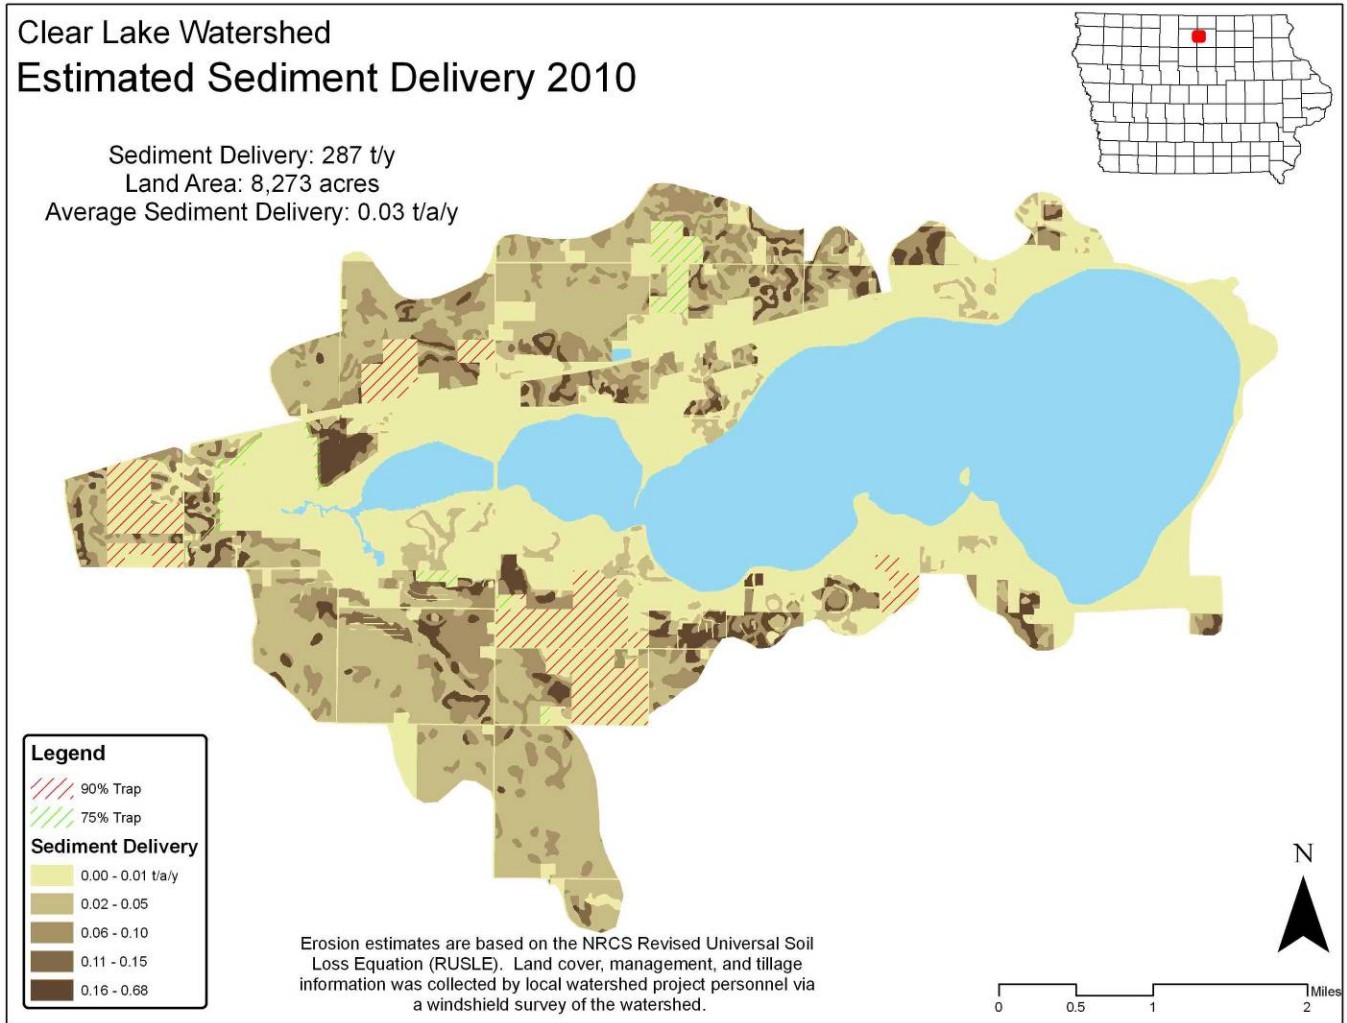 Clear Lake Watershed
Estimated Sediment Delivery 2010
Sediment Delivery: 287 t/y
Land Area: 8,273 acres
Average Sediment Delivery: 0.03 t/a/y
Legend
90% Trap
75% Trap
Sediment Delivery
0.00 - 0.01 t/a/y
0.02 - 0.05
0.06 - 0.10
0.11 - 0.15
0.16 - 0.68
Erosion estimates are based on the NRCS Revised Universal Soil
Loss Equation (RUSLE). Land cover, management, and tillage
information was collected by local watershed project personnel via
a windshield survey of the watershed.
N
Miles
0 0.5 1 2